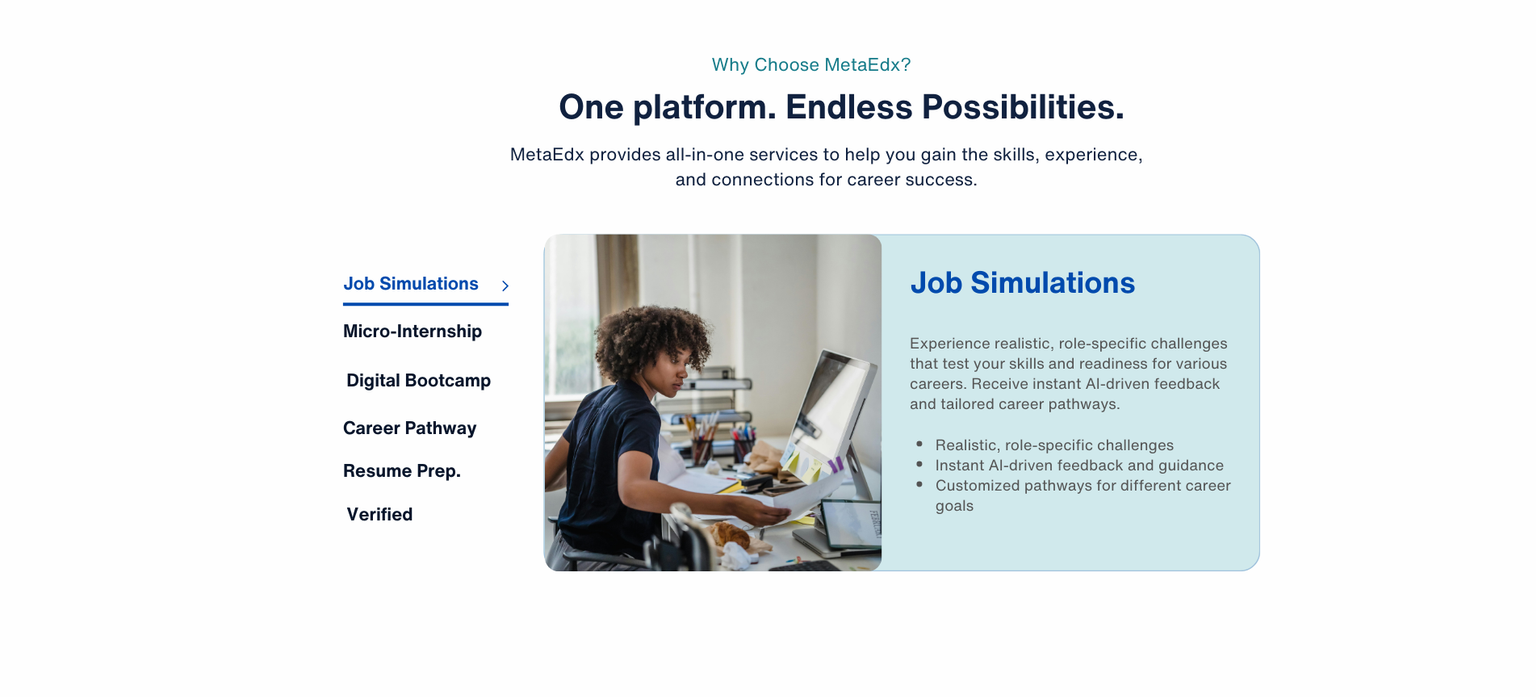 Why Choose MetaEdx?
One platform. Endless Possibilities.
MetaEdx provides all-in-one services to help you gain the skills, experience,
and connections for career success.
Job Simulations
Micro-Internship
Digital Bootcamp
Career Pathway
Resume Prep.
Verified
Job Simulations
Experience realistic, role-specific challenges
that test your skills and readiness for various
careers. Receive instant AI-driven feedback
and tailored career pathways.
• Realistic, role-specific challenges
• Instant AI-driven feedback and guidance
• Customized pathways for different career
goals